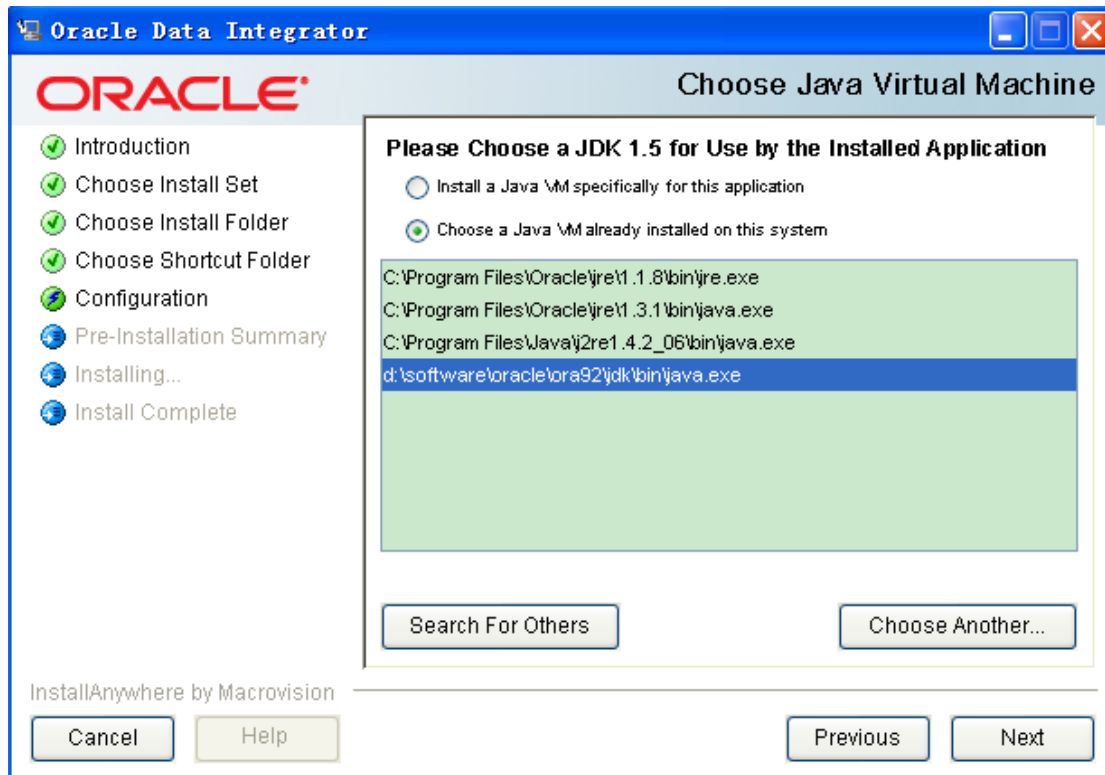 Oracle Data Integrator
ORACLE
Choose Java Virtual Machine
Introduction
Choose Install Set
Choose Install Folder
Choose Shortcut Folder
Configuration
Pre-Installation Summary
Installing...
Install Complete
Please Choose a JDK 1.5 for Use by the Installed Application
Install a Java VM specifically for this application
Choose a Java VM already installed on this system
C:\Program Files\Oracle\jre\1.1.8\bin\jre.exe
C:\Program Files\Oracle\jre\1.3.1\bin\java.exe
C:\Program Files\Java\j2re1.4.2_06\bin\java.exe
d:\software\oracle\ora92\jdk\bin\java.exe
Search For Others
Choose Another...
InstallAnywhere by Macrovision
Cancel
Help
Previous
Next